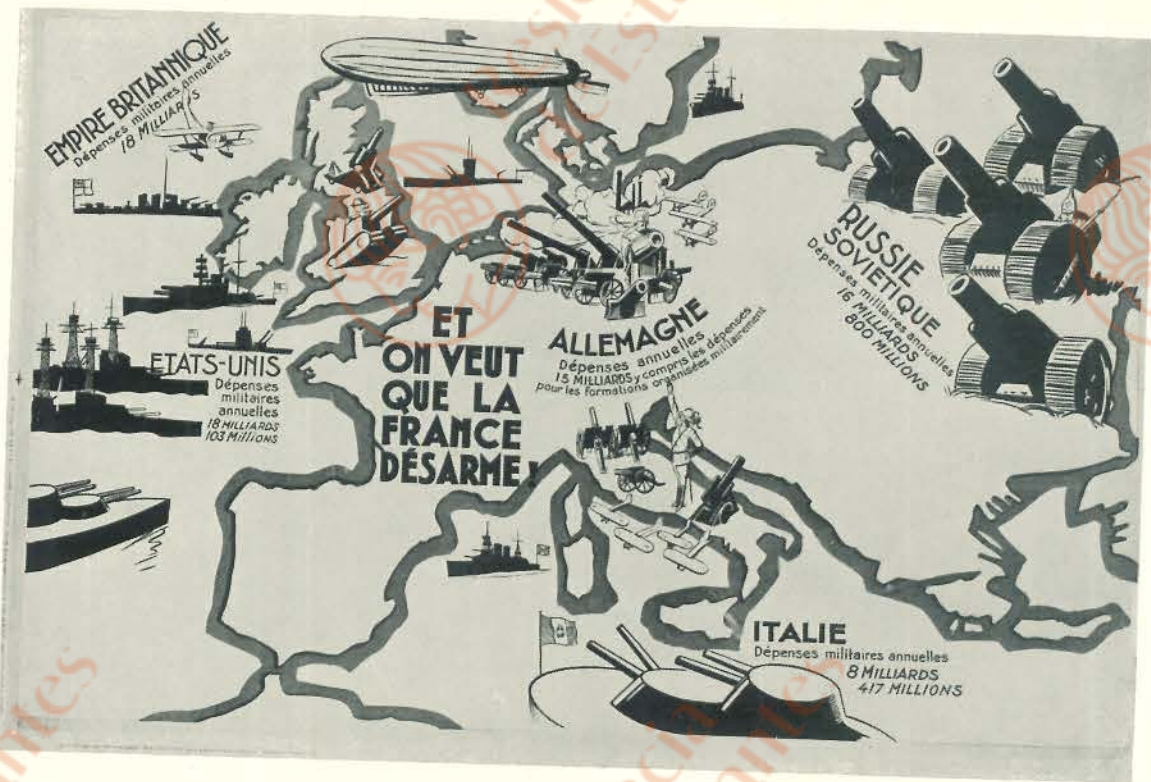 EMPIRE BRITANNIQUE
Dépenses militaires annuelles
18 MILLIARDS
ETATS-UNIS
Dépenses
militaires
annuelles
18 MILLIARDS
103 MILLIONS
ET
ON VEUT
QUE LA
FRANCE
DÉSARME!
ALLEMAGNE
Dépenses annuelles
15 MILLIARDS y compris les dépenses
pour les formations organisées militairement
RUSSIE
SOVIETIQUE
Dépenses militaires annuelles
16 MILLIARDS
800 MILLIONS
ITALIE
Dépenses militaires annuelles
8 MILLIARDS
417 MILLIONS